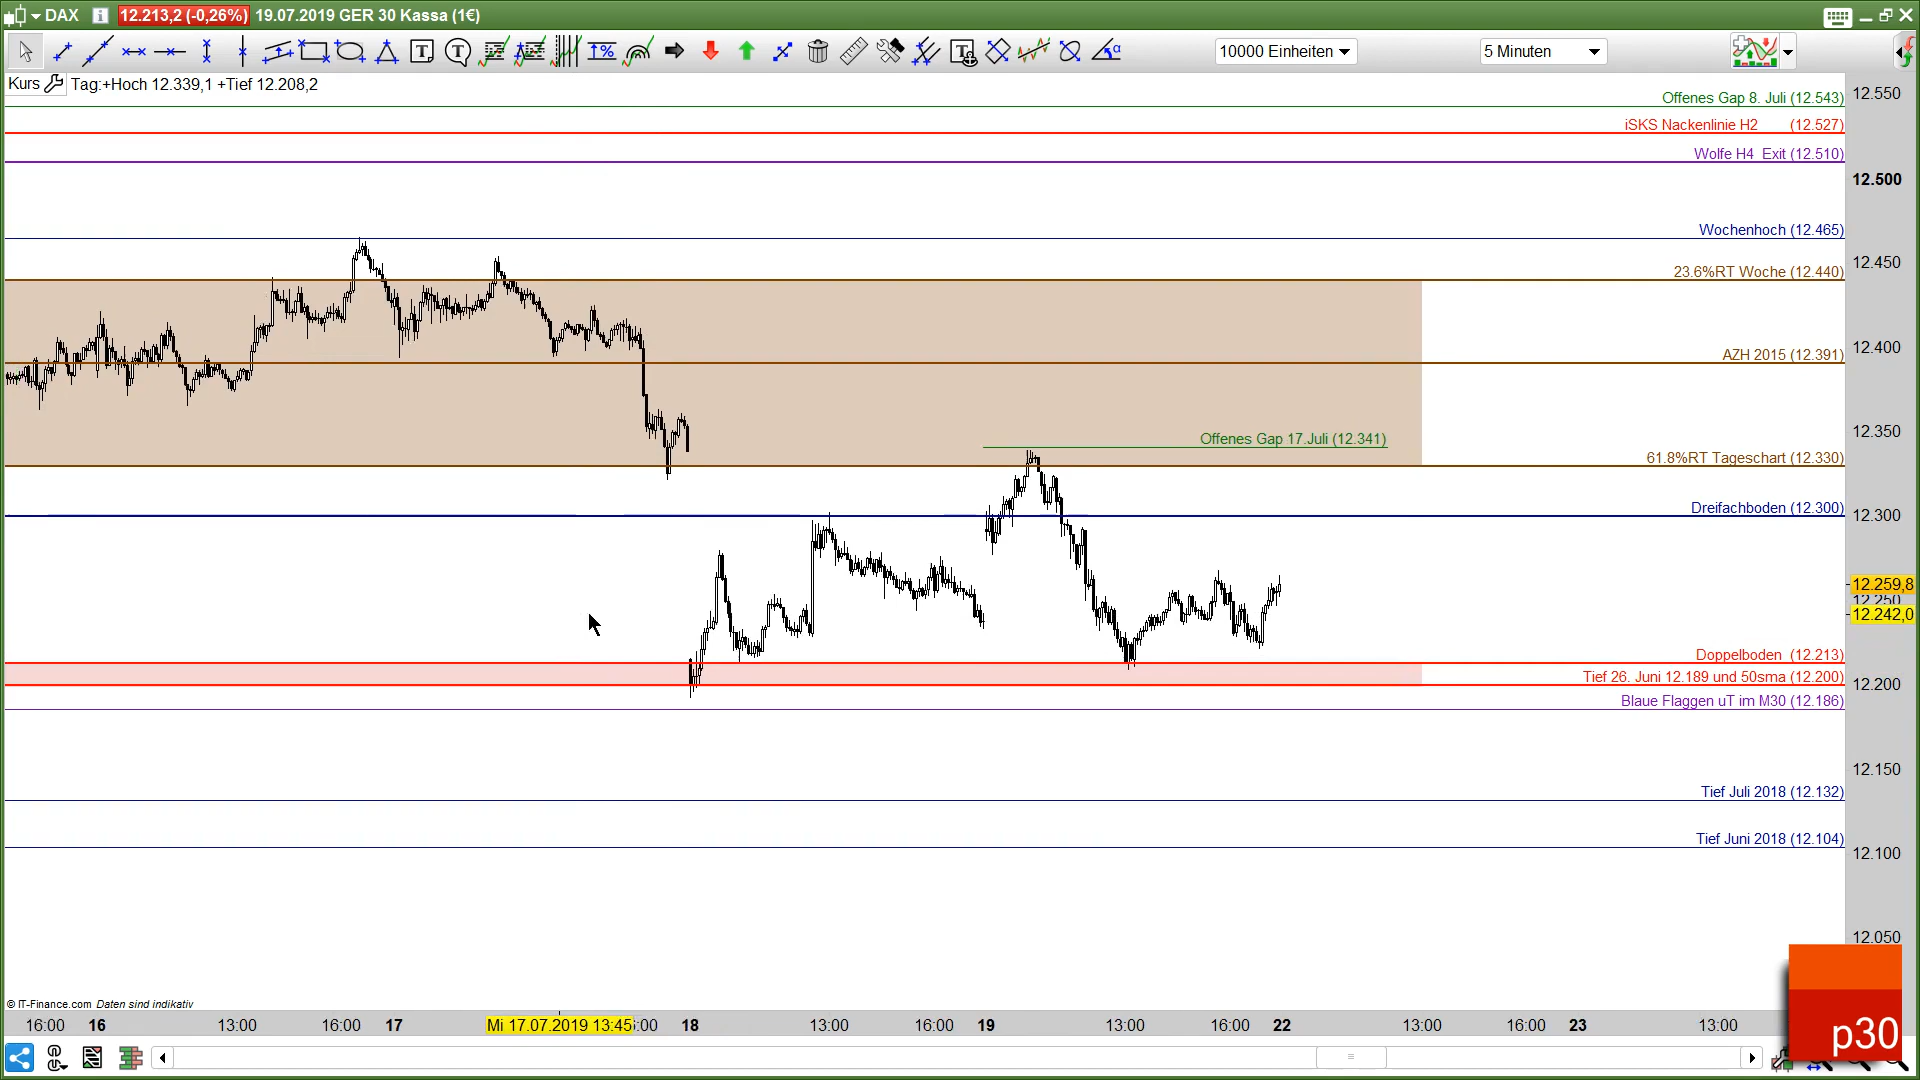 DAX 12.213,2 (-0,26%) 19.07.2019 GER 30 Kassa (1€)
10000 Einheiten 5 Minuten
Kurs Tag:+Hoch 12.339,1 +Tief 12.208,2
12.550
Offenes Gap 8. Juli (12.543)
iSKS Nackenlinie H2 (12.527)
Wolfe H4 Exit (12.510)
12.500
Wochenhoch (12.465)
12.450
23.6%RT Woche (12.440)
12.400
AZH 2015 (12.391)
12.350
Offenes Gap 17.Juli (12.341)
61.8%RT Tageschart (12.330)
Dreifachboden (12.300)
12.300
12.259,8
12.250
12.242,0
Doppelboden (12.213)
Tief 26. Juni 12.189 und 50sma (12.200)
12.200
Blaue Flaggen uT im M30 (12.186)
12.150
Tief Juli 2018 (12.132)
Tief Juni 2018 (12.104)
12.100
12.050
© IT-Finance.com Daten sind indikativ
16:00 16 13:00 16:00 17 Mi 17.07.2019 13:45 :00 18 13:00 16:00 19 13:00 16:00 22 13:00 16:00 23 13:00
p30